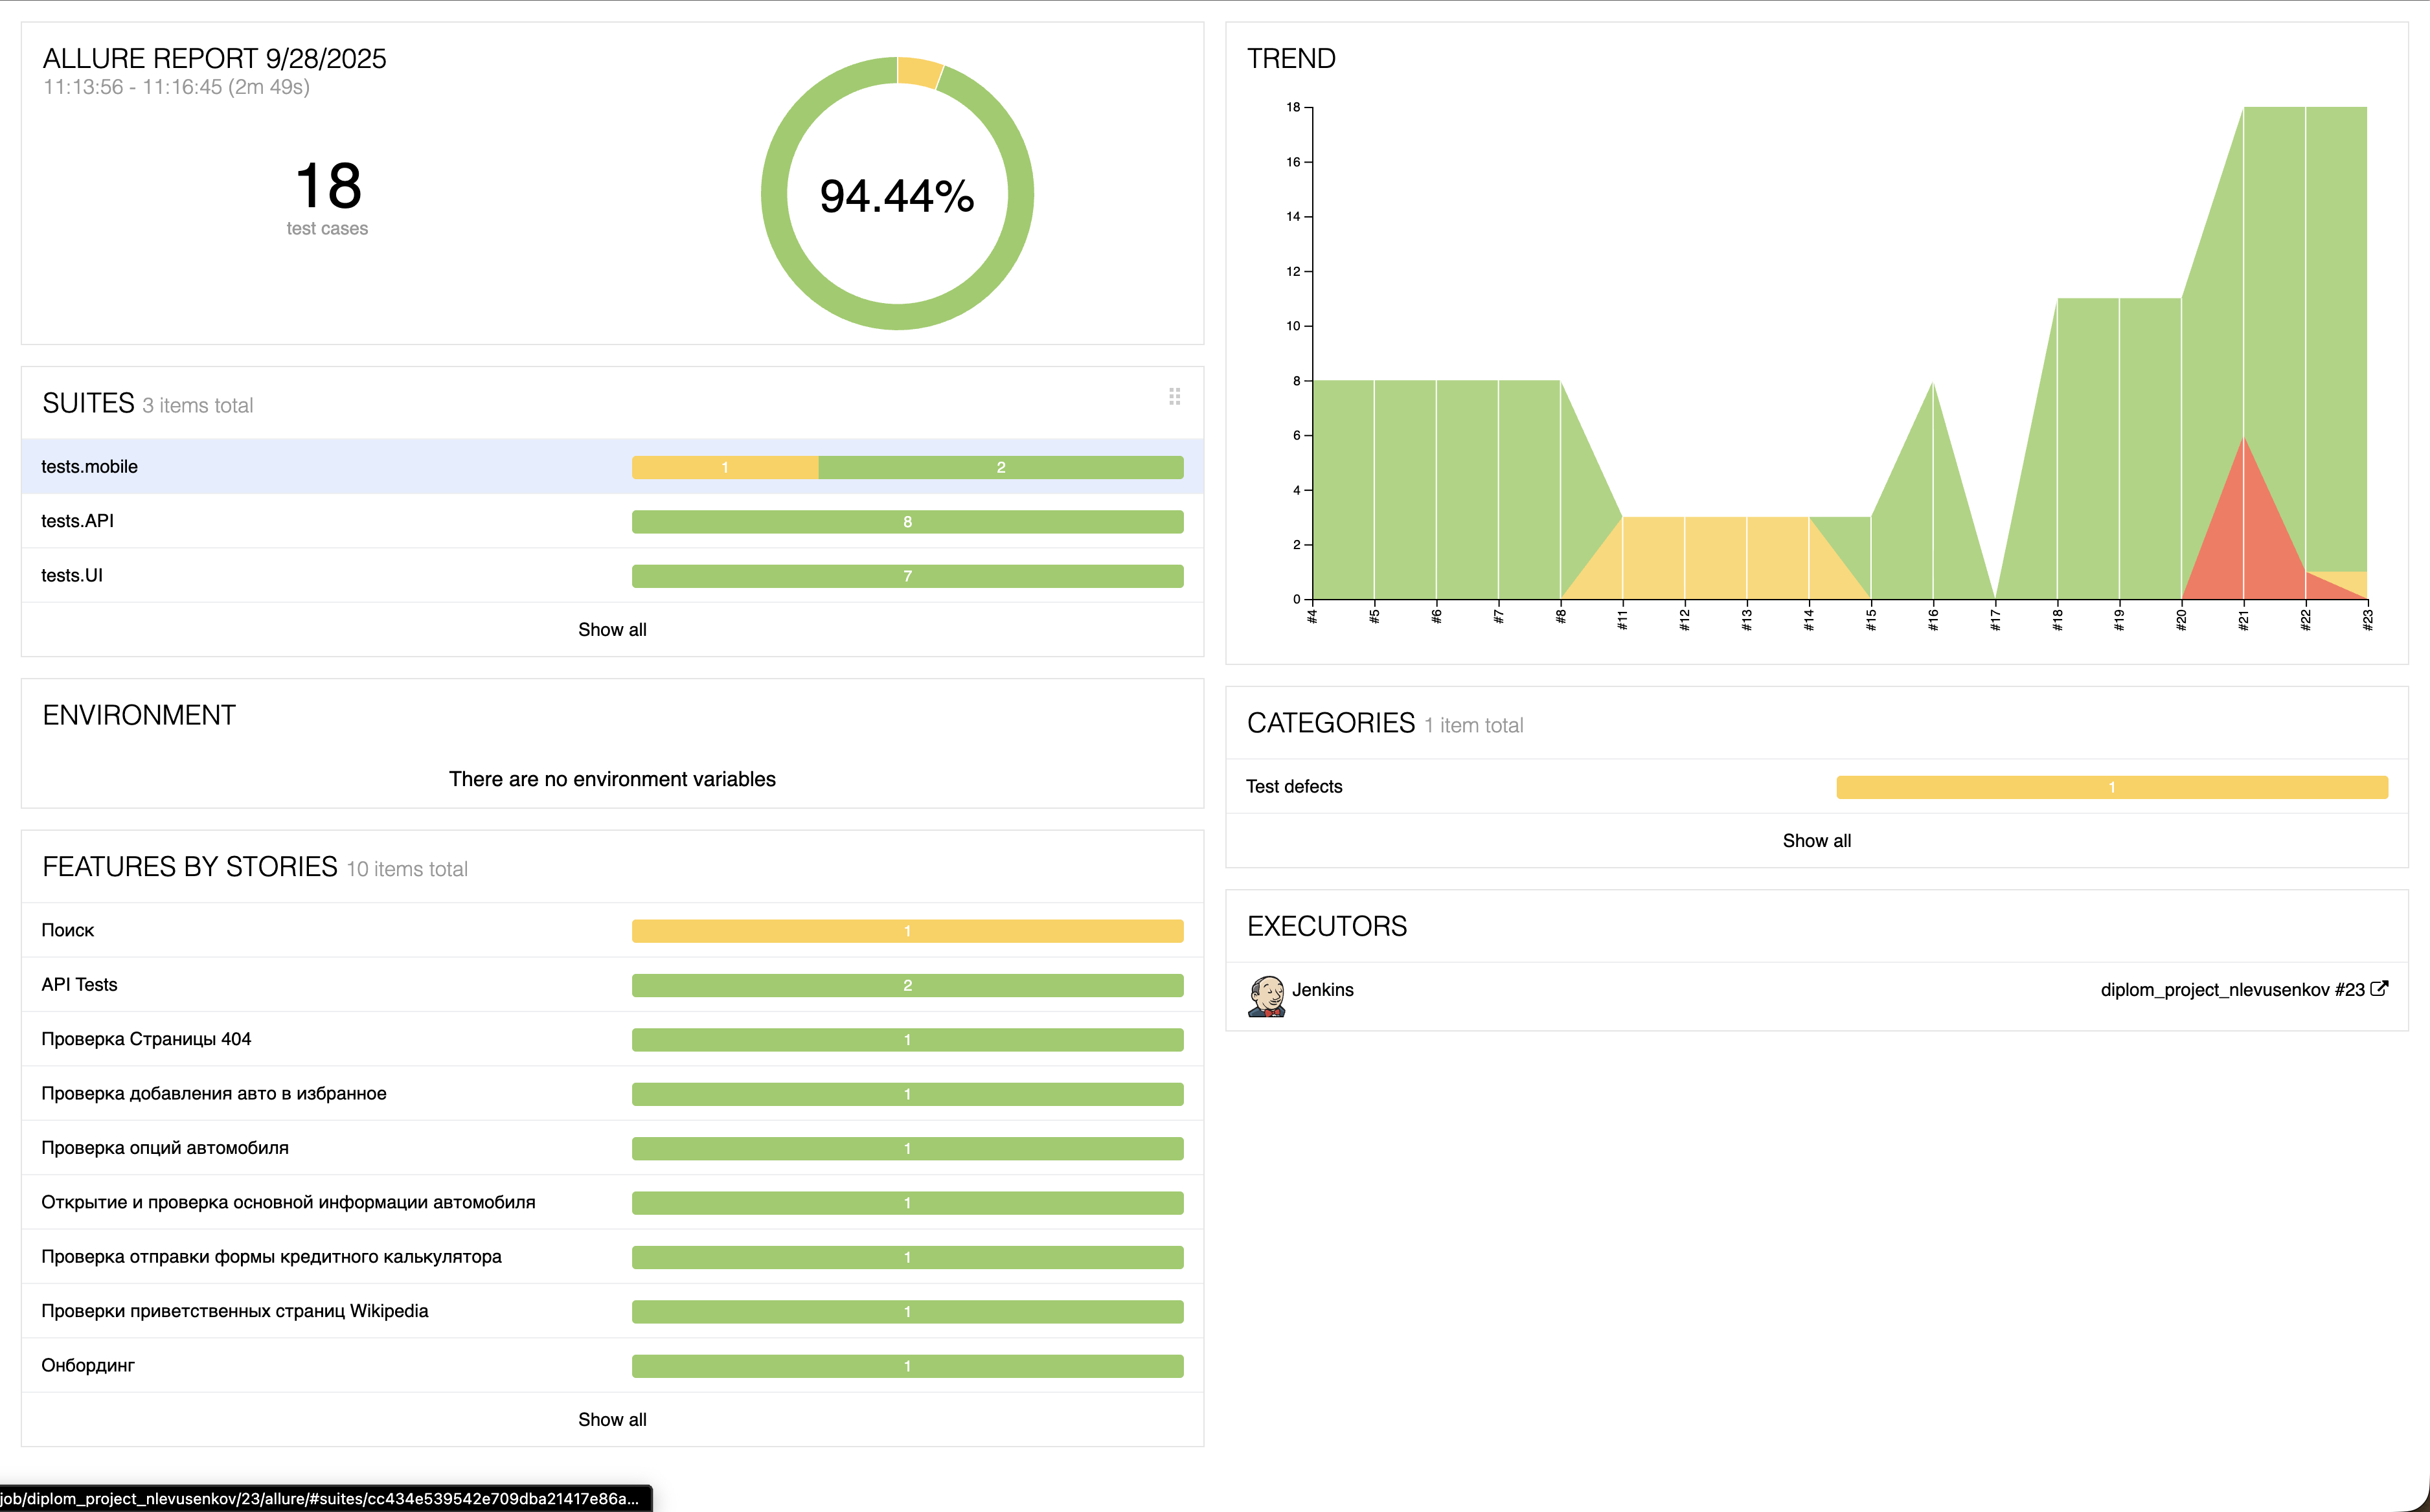 ALLURE REPORT 9/28/2025
11:13:56 - 11:16:45 (2m 49s)
18
test cases
94.44%
SUITES 3 items total
tests.mobile 1 2
tests.API 8
tests.UI 7
Show all
ENVIRONMENT
There are no environment variables
FEATURES BY STORIES 10 items total
Поиск 1
API Tests 2
Проверка Страницы 404 1
Проверка добавления авто в избранное 1
Проверка опций автомобиля 1
Открытие и проверка основной информации автомобиля 1
Проверка отправки формы кредитного калькулятора 1
Проверки приветственных страниц Wikipedia 1
Онбординг 1
Show all
TREND
18
16
14
12
10
8
6
4
2
0
#4 #5 #6 #7 #8 #11 #12 #13 #14 #15 #16 #17 #18 #19 #20 #21 #22 #23
CATEGORIES 1 item total
Test defects 1
Show all
EXECUTORS
Jenkins diplom_project_nlevusenkov #23
job/diplom_project_nlevusenkov/23/allure/#suites/cc434e539542e709dba21417e86a...